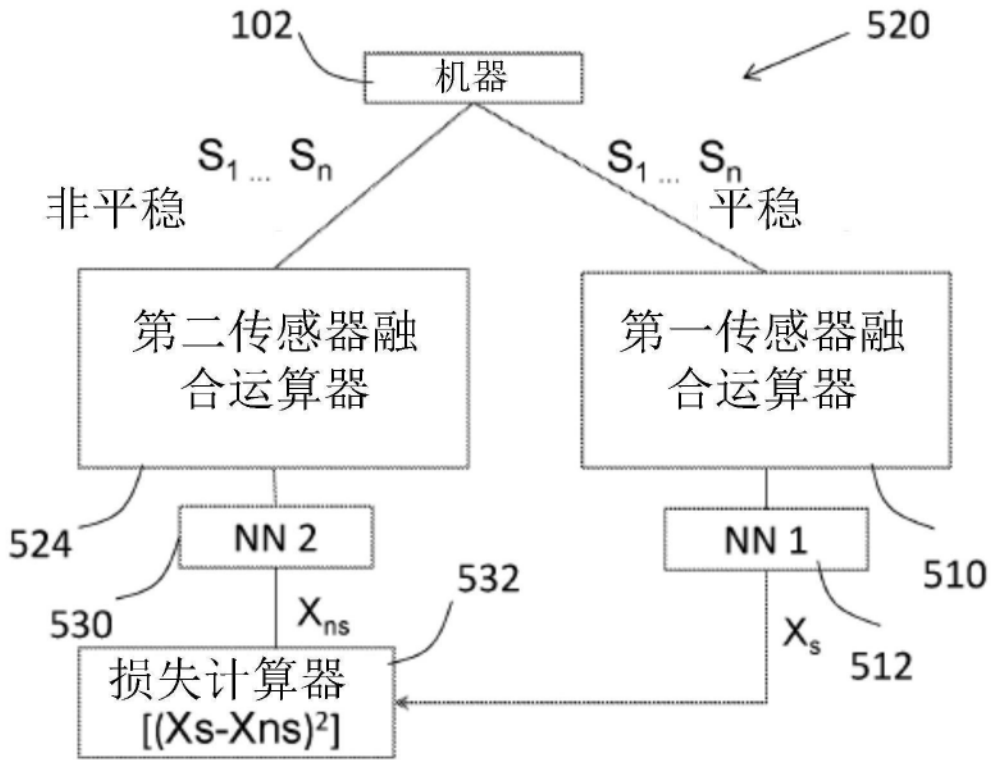 102
520
机器
S1 ... Sn
S1 ... Sn
非平稳
平稳
第二传感器融
合运算器
第一传感器融
合运算器
524
NN 2
NN 1
510
530
Xns
532
Xs
512
损失计算器
[(Xs-Xns)²]